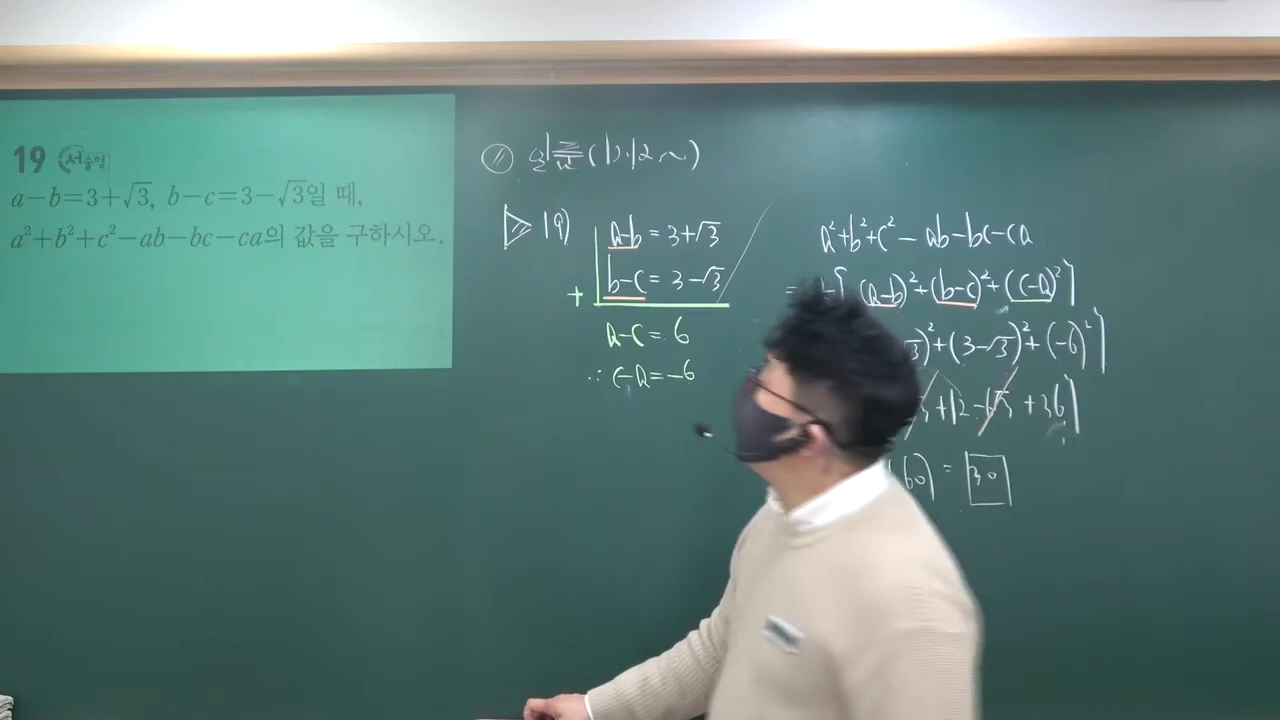 19 서술형
a-b=3+√3, b-c=3-√3일 때,
a²+b²+c²-ab-bc-ca의 값을 구하시오.
일품(p.12~)
19)
a-b = 3+√3
b-c = 3-√3
+
a-c = 6
∴ c-a = -6
a²+b²+c² - ab-bc-ca
= (a-b)²+(b-c)²+(c-a)²}
)²+(3-√3)²+(-6)²}
+12-6√3 +36}
60) = 30